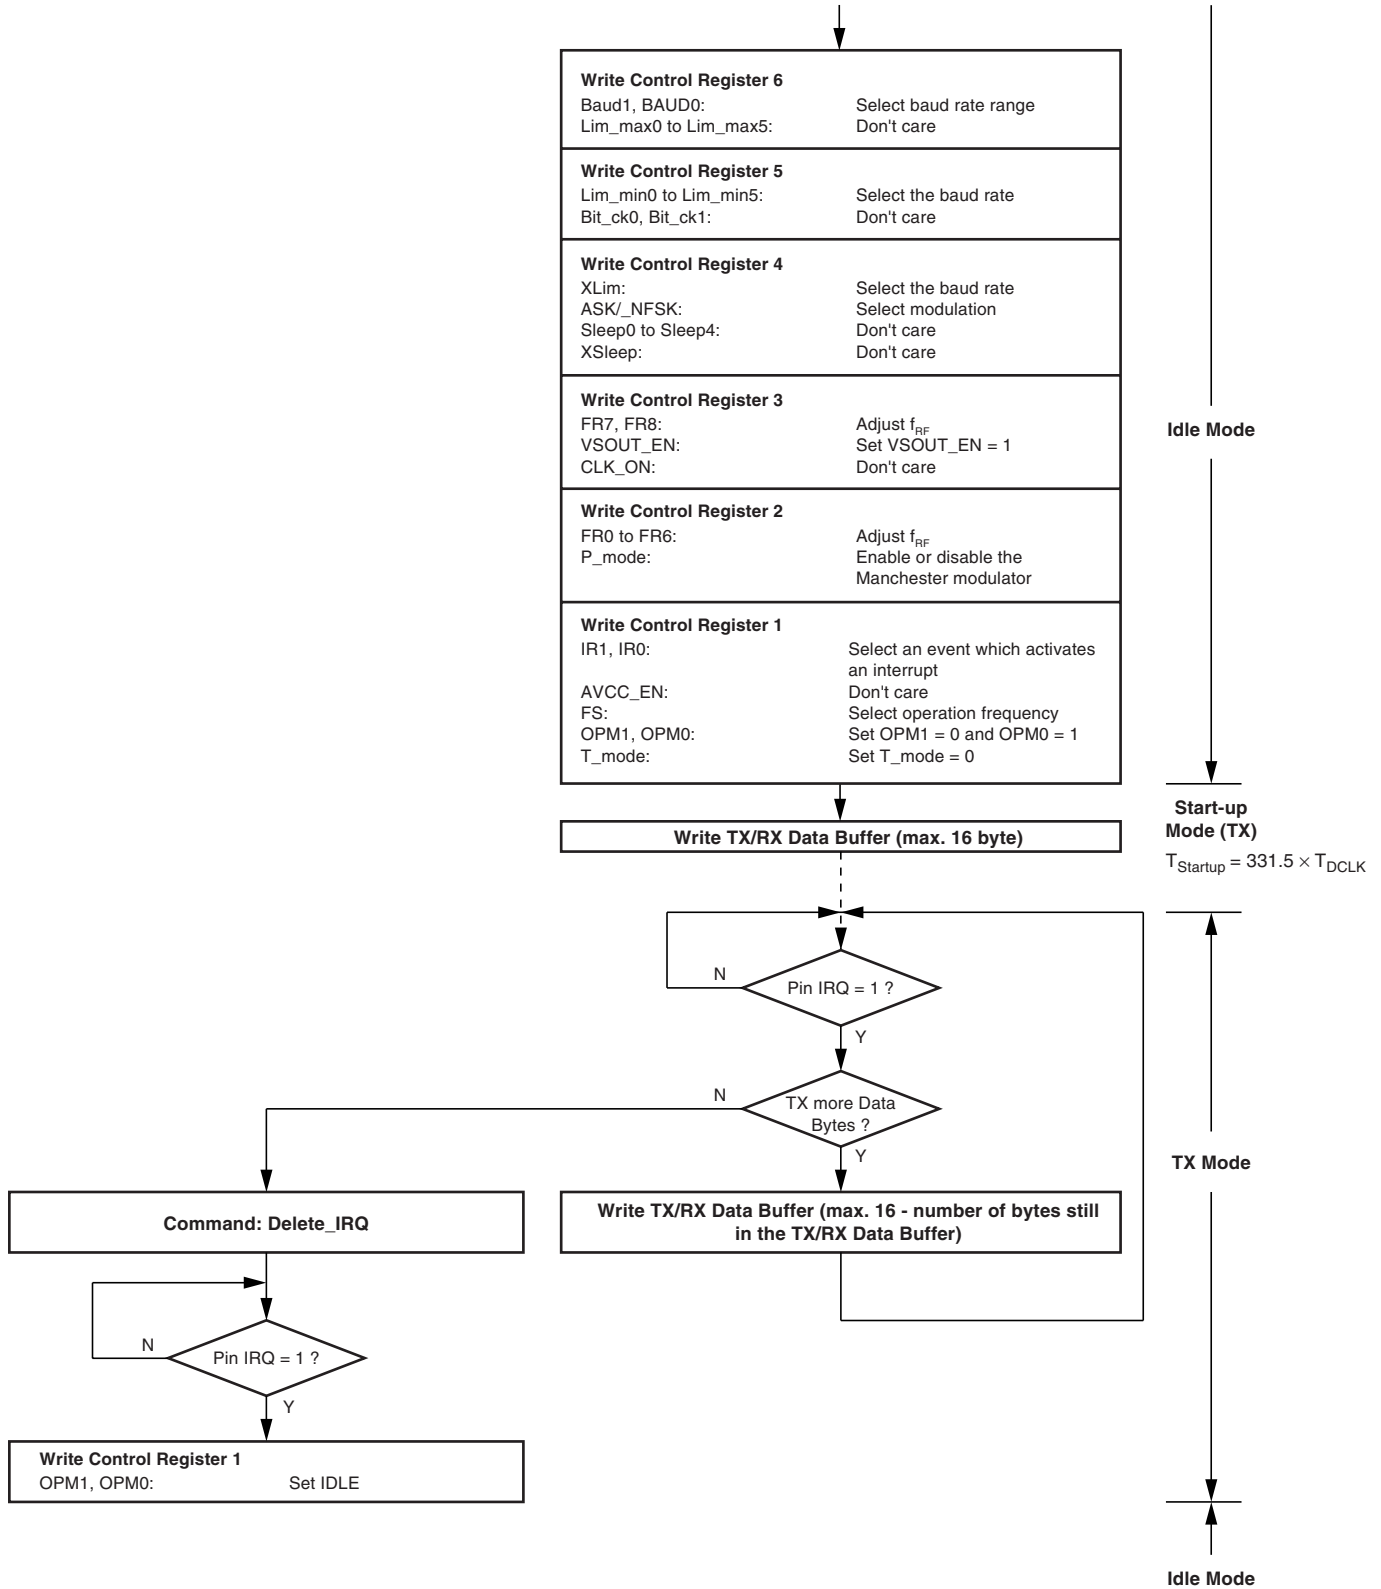 Write Control Register 6
Baud1, BAUD0: Select baud rate range
Lim_max0 to Lim_max5: Don't care
Write Control Register 5
Lim_min0 to Lim_min5: Select the baud rate
Bit_ck0, Bit_ck1: Don't care
Write Control Register 4
XLim: Select the baud rate
ASK/_NFSK: Select modulation
Sleep0 to Sleep4: Don't care
XSleep: Don't care
Write Control Register 3
FR7, FR8: Adjust fRF
VSOUT_EN: Set VSOUT_EN = 1
CLK_ON: Don't care
Idle Mode
Write Control Register 2
FR0 to FR6: Adjust fRF
P_mode: Enable or disable the
Manchester modulator
Write Control Register 1
IR1, IR0: Select an event which activates
an interrupt
AVCC_EN: Don't care
FS: Select operation frequency
OPM1, OPM0: Set OPM1 = 0 and OPM0 = 1
T_mode: Set T_mode = 0
Start-up
Mode (TX)
TStartup = 331.5 × TDCLK
Write TX/RX Data Buffer (max. 16 byte)
N
Pin IRQ = 1 ?
Y
N
TX more Data
Bytes ?
Y
TX Mode
Command: Delete_IRQ
Write TX/RX Data Buffer (max. 16 - number of bytes still
in the TX/RX Data Buffer)
N
Pin IRQ = 1 ?
Y
Write Control Register 1
OPM1, OPM0: Set IDLE
Idle Mode